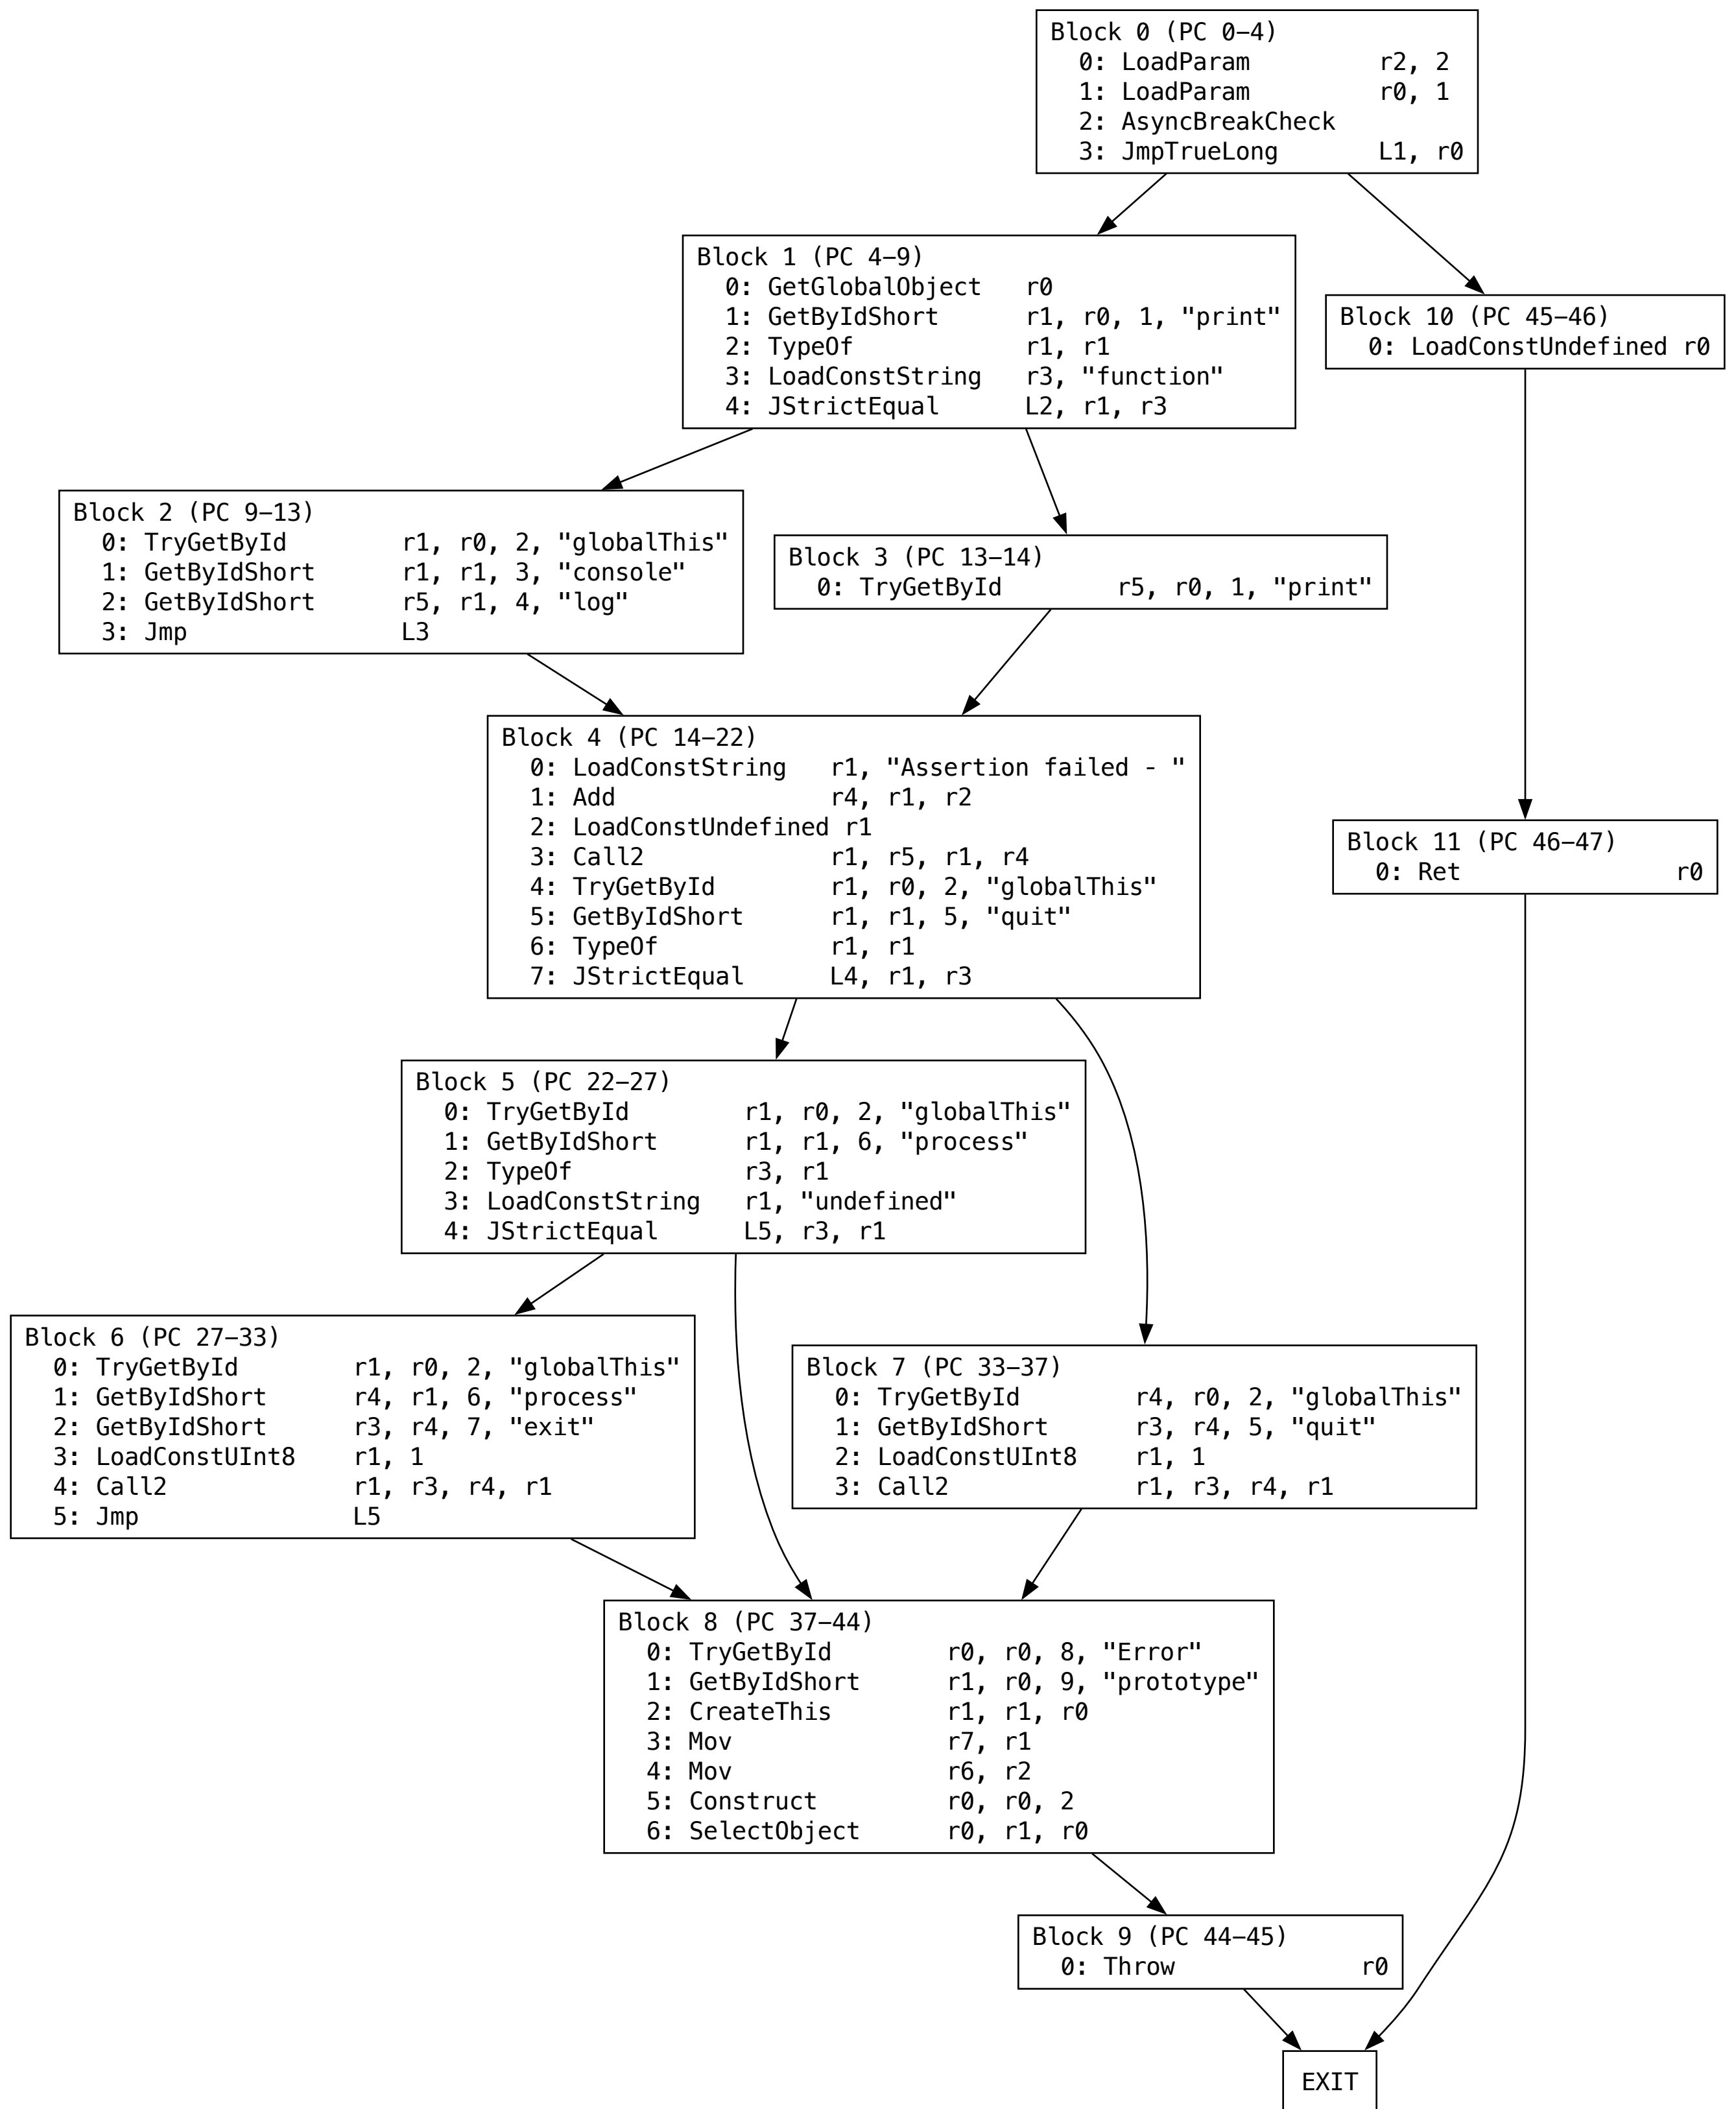 Block 0 (PC 0–4)
0: LoadParam r2, 2
1: LoadParam r0, 1
2: AsyncBreakCheck
3: JmpTrueLong L1, r0
Block 1 (PC 4–9)
0: GetGlobalObject r0
1: GetByIdShort r1, r0, 1, "print"
2: TypeOf r1, r1
3: LoadConstString r3, "function"
4: JStrictEqual L2, r1, r3
Block 10 (PC 45–46)
0: LoadConstUndefined r0
Block 2 (PC 9–13)
0: TryGetById r1, r0, 2, "globalThis"
1: GetByIdShort r1, r1, 3, "console"
2: GetByIdShort r5, r1, 4, "log"
3: Jmp L3
Block 3 (PC 13–14)
0: TryGetById r5, r0, 1, "print"
Block 4 (PC 14–22)
0: LoadConstString r1, "Assertion failed - "
1: Add r4, r1, r2
2: LoadConstUndefined r1
3: Call2 r1, r5, r1, r4
4: TryGetById r1, r0, 2, "globalThis"
5: GetByIdShort r1, r1, 5, "quit"
6: TypeOf r1, r1
7: JStrictEqual L4, r1, r3
Block 11 (PC 46–47)
0: Ret r0
Block 5 (PC 22–27)
0: TryGetById r1, r0, 2, "globalThis"
1: GetByIdShort r1, r1, 6, "process"
2: TypeOf r3, r1
3: LoadConstString r1, "undefined"
4: JStrictEqual L5, r3, r1
Block 6 (PC 27–33)
0: TryGetById r1, r0, 2, "globalThis"
1: GetByIdShort r4, r1, 6, "process"
2: GetByIdShort r3, r4, 7, "exit"
3: LoadConstUInt8 r1, 1
4: Call2 r1, r3, r4, r1
5: Jmp L5
Block 7 (PC 33–37)
0: TryGetById r4, r0, 2, "globalThis"
1: GetByIdShort r3, r4, 5, "quit"
2: LoadConstUInt8 r1, 1
3: Call2 r1, r3, r4, r1
Block 8 (PC 37–44)
0: TryGetById r0, r0, 8, "Error"
1: GetByIdShort r1, r0, 9, "prototype"
2: CreateThis r1, r1, r0
3: Mov r7, r1
4: Mov r6, r2
5: Construct r0, r0, 2
6: SelectObject r0, r1, r0
Block 9 (PC 44–45)
0: Throw r0
EXIT